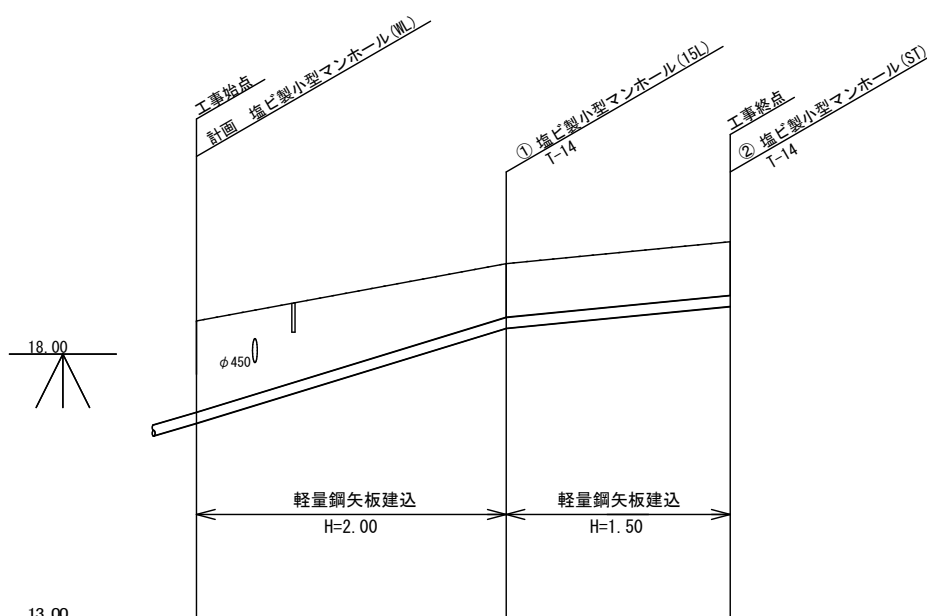 工事始点
計画 塩ビ製小型マンホール(WL)
① 塩ビ製小型マンホール(15L)
T-14
工事終点
② 塩ビ製小型マンホール(ST)
T-14
18.00
φ450
軽量鋼矢板建込
H=2.00
軽量鋼矢板建込
H=1.50
13.00